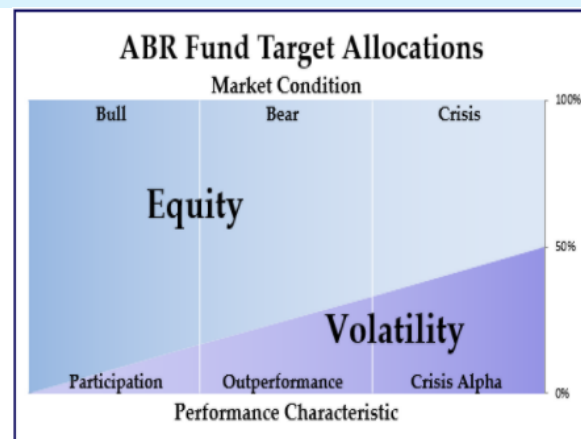 ABR Fund Target Allocations
Market Condition
Bull Bear Crisis
100%
Equity
50%
Volatility
Participation Outperformance Crisis Alpha
0%
Performance Characteristic